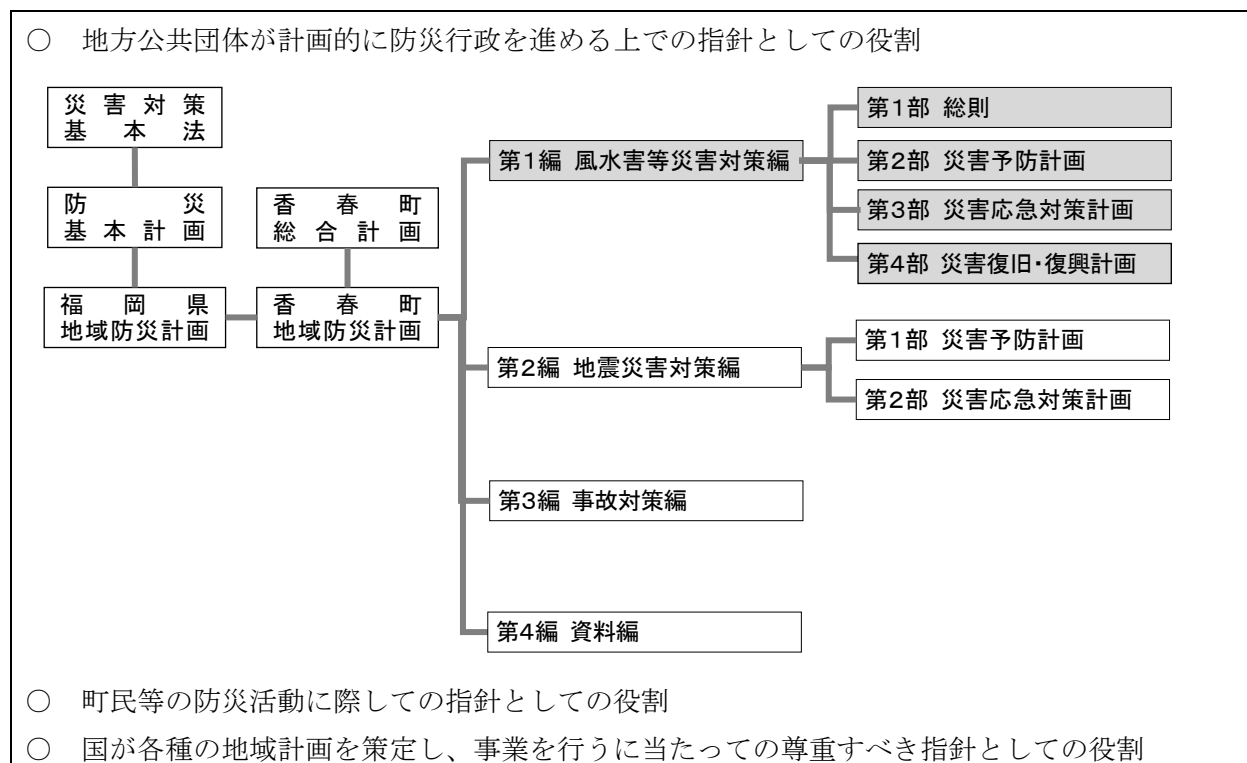 ○ 地方公共団体が計画的に防災行政を進める上での指針としての役割
災害対策
基本法
防災
基本計画
福岡県
地域防災計画
香春町
総合計画
香春町
地域防災計画
第1編 風水害等災害対策編
第1部 総則
第2部 災害予防計画
第3部 災害応急対策計画
第4部 災害復旧・復興計画
第2編 地震災害対策編
第1部 災害予防計画
第2部 災害応急対策計画
第3編 事故対策編
第4編 資料編
○ 町民等の防災活動に際しての指針としての役割
○ 国が各種の地域計画を策定し、事業を行うに当たっての尊重すべき指針としての役割